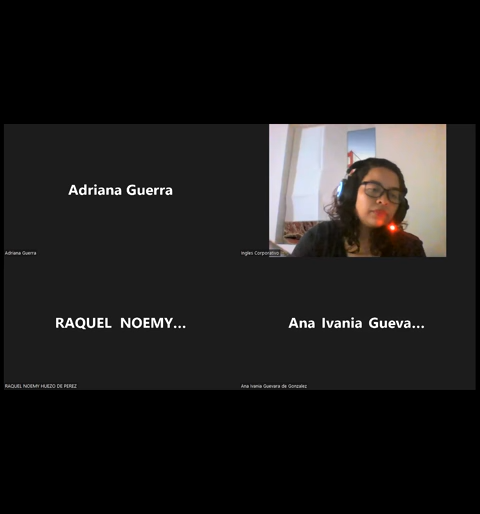 Adriana Guerra
Adriana Guerra
Ingles Corporativo
RAQUEL NOEMY...
Ana Ivania Gueva...
RAQUEL NOEMY HUEZO DE PEREZ
Ana Ivania Guevara de Gonzalez